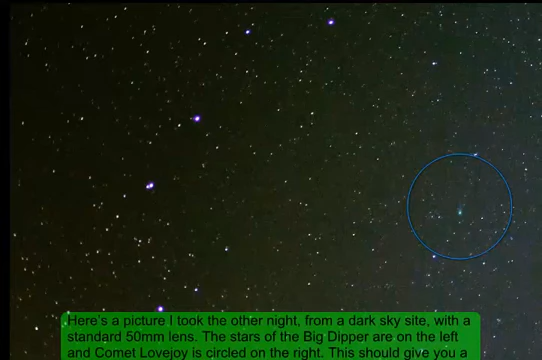 Here's a picture I took the other night, from a dark sky site, with a
standard 50mm lens. The stars of the Big Dipper are on the left
and Comet Lovejoy is circled on the right. This should give you a